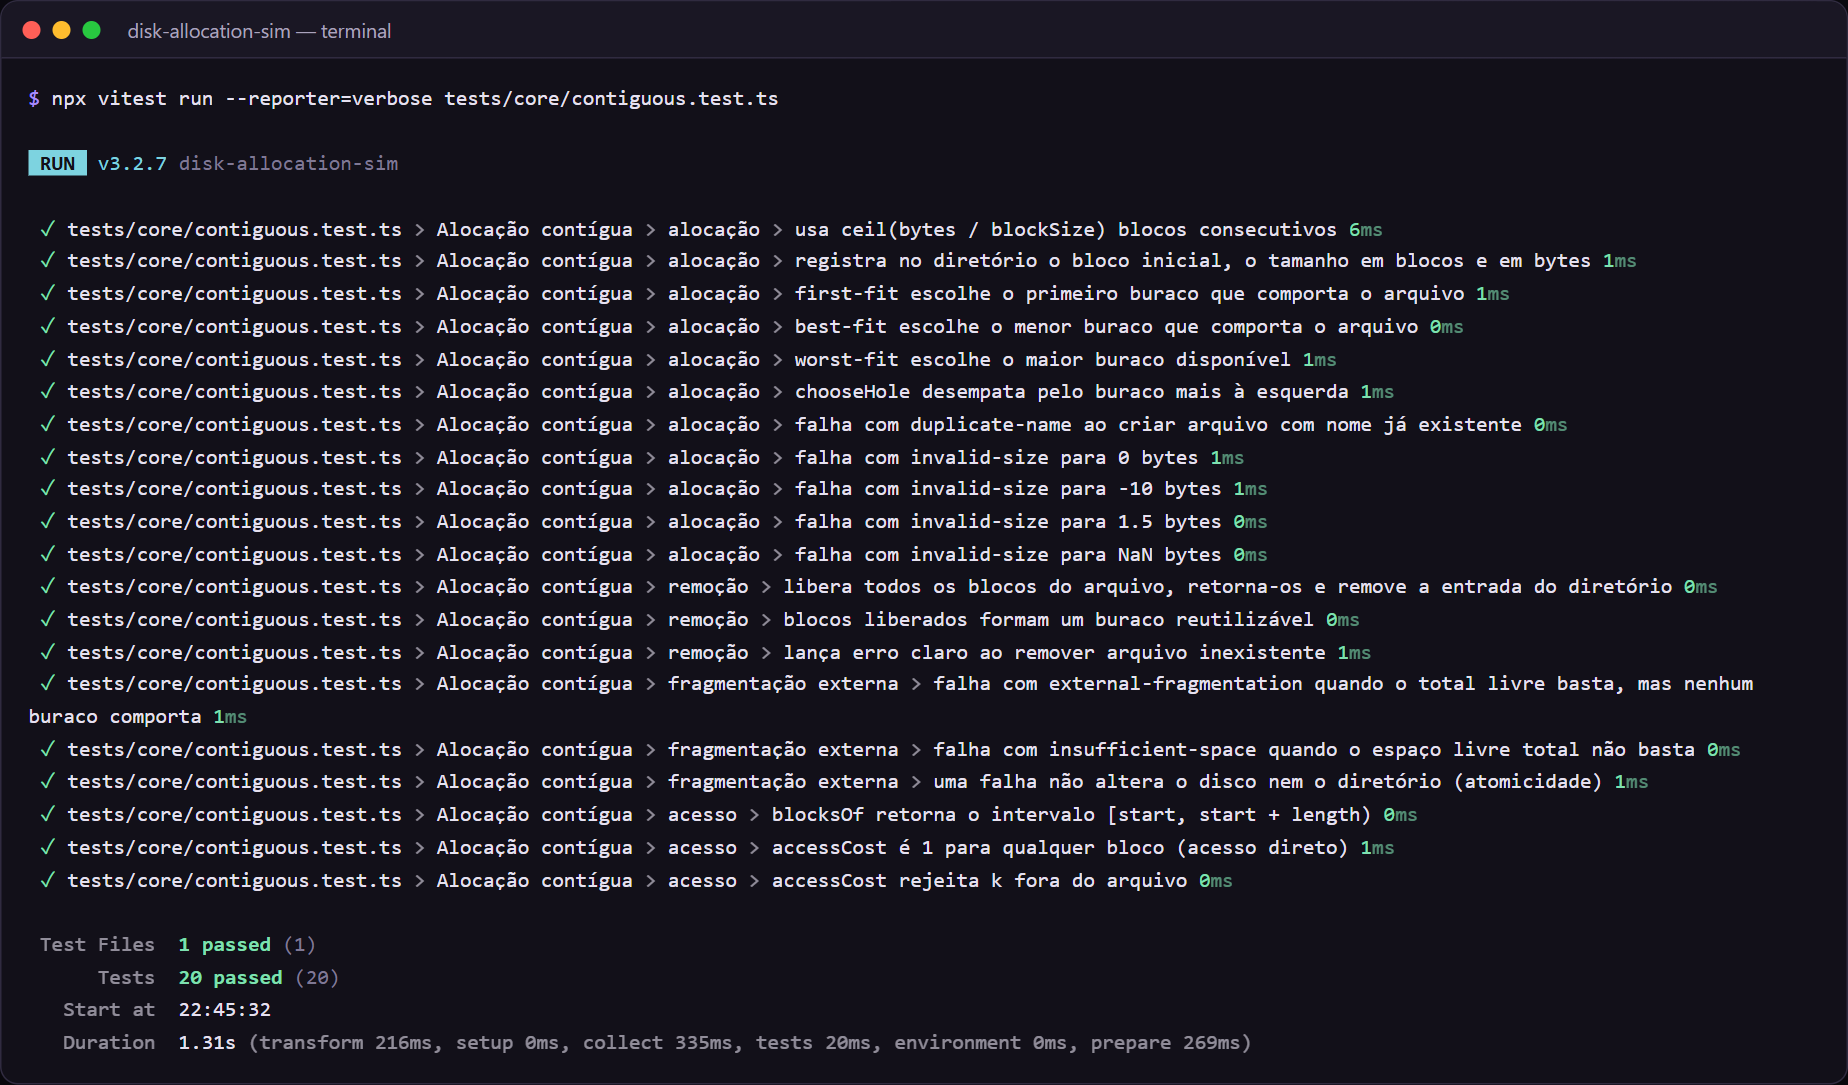 disk-allocation-sim — terminal
$ npx vitest run --reporter=verbose tests/core/contiguous.test.ts
RUN v3.2.7 disk-allocation-sim
✓ tests/core/contiguous.test.ts > Alocação contígua > alocação > usa ceil(bytes / blockSize) blocos consecutivos 6ms
✓ tests/core/contiguous.test.ts > Alocação contígua > alocação > registra no diretório o bloco inicial, o tamanho em blocos e em bytes 1ms
✓ tests/core/contiguous.test.ts > Alocação contígua > alocação > first-fit escolhe o primeiro buraco que comporta o arquivo 1ms
✓ tests/core/contiguous.test.ts > Alocação contígua > alocação > best-fit escolhe o menor buraco que comporta o arquivo 0ms
✓ tests/core/contiguous.test.ts > Alocação contígua > alocação > worst-fit escolhe o maior buraco disponível 1ms
✓ tests/core/contiguous.test.ts > Alocação contígua > alocação > chooseHole desempata pelo buraco mais à esquerda 1ms
✓ tests/core/contiguous.test.ts > Alocação contígua > alocação > falha com duplicate-name ao criar arquivo com nome já existente 0ms
✓ tests/core/contiguous.test.ts > Alocação contígua > alocação > falha com invalid-size para 0 bytes 1ms
✓ tests/core/contiguous.test.ts > Alocação contígua > alocação > falha com invalid-size para -10 bytes 1ms
✓ tests/core/contiguous.test.ts > Alocação contígua > alocação > falha com invalid-size para 1.5 bytes 0ms
✓ tests/core/contiguous.test.ts > Alocação contígua > alocação > falha com invalid-size para NaN bytes 0ms
✓ tests/core/contiguous.test.ts > Alocação contígua > remoção > libera todos os blocos do arquivo, retorna-os e remove a entrada do diretório 0ms
✓ tests/core/contiguous.test.ts > Alocação contígua > remoção > blocos liberados formam um buraco reutilizável 0ms
✓ tests/core/contiguous.test.ts > Alocação contígua > remoção > lança erro claro ao remover arquivo inexistente 1ms
✓ tests/core/contiguous.test.ts > Alocação contígua > fragmentação externa > falha com external-fragmentation quando o total livre basta, mas nenhum
buraco comporta 1ms
✓ tests/core/contiguous.test.ts > Alocação contígua > fragmentação externa > falha com insufficient-space quando o espaço livre total não basta 0ms
✓ tests/core/contiguous.test.ts > Alocação contígua > fragmentação externa > uma falha não altera o disco nem o diretório (atomicidade) 1ms
✓ tests/core/contiguous.test.ts > Alocação contígua > acesso > blocksOf retorna o intervalo [start, start + length) 0ms
✓ tests/core/contiguous.test.ts > Alocação contígua > acesso > accessCost é 1 para qualquer bloco (acesso direto) 1ms
✓ tests/core/contiguous.test.ts > Alocação contígua > acesso > accessCost rejeita k fora do arquivo 0ms
Test Files 1 passed (1)
Tests 20 passed (20)
Start at 22:45:32
Duration 1.31s (transform 216ms, setup 0ms, collect 335ms, tests 20ms, environment 0ms, prepare 269ms)